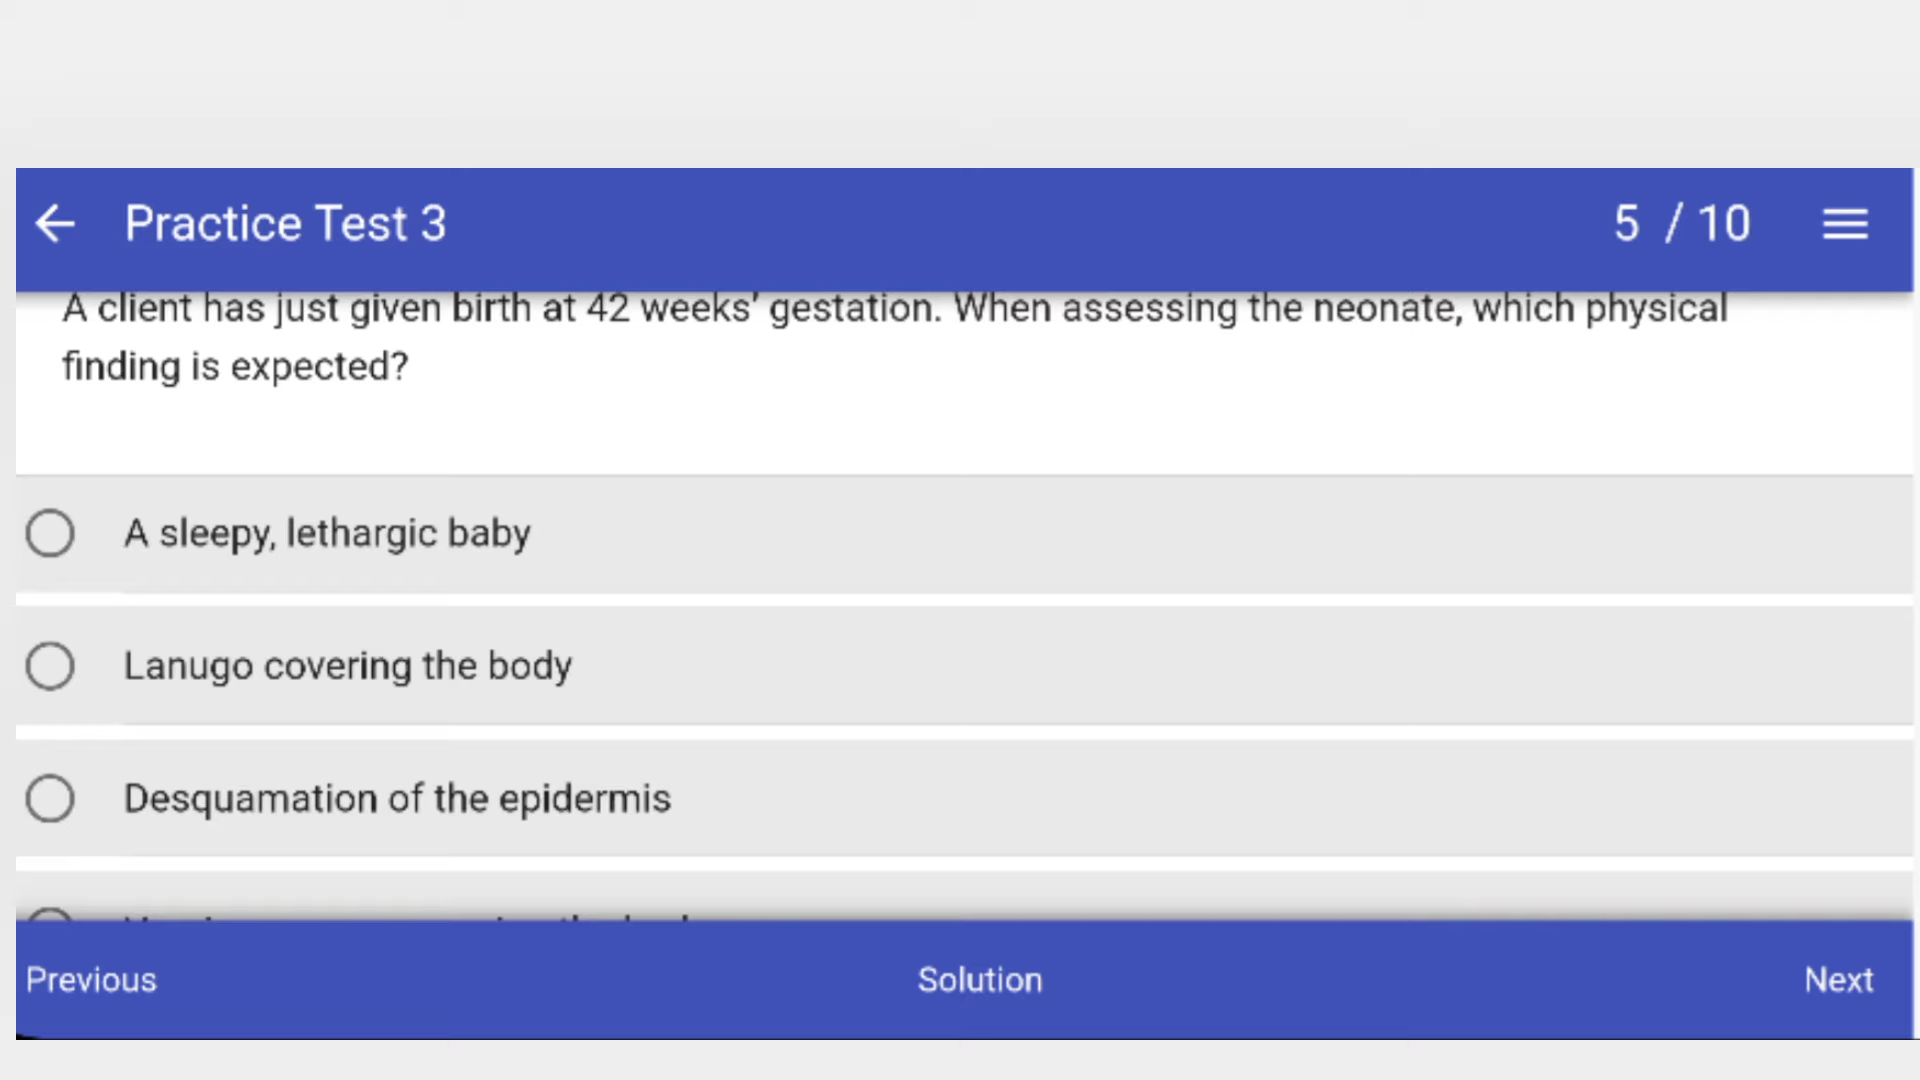 Practice Test 3
5 / 10
A client has just given birth at 42 weeks’ gestation. When assessing the neonate, which physical
finding is expected?
A sleepy, lethargic baby
Lanugo covering the body
Desquamation of the epidermis
Previous
Solution
Next